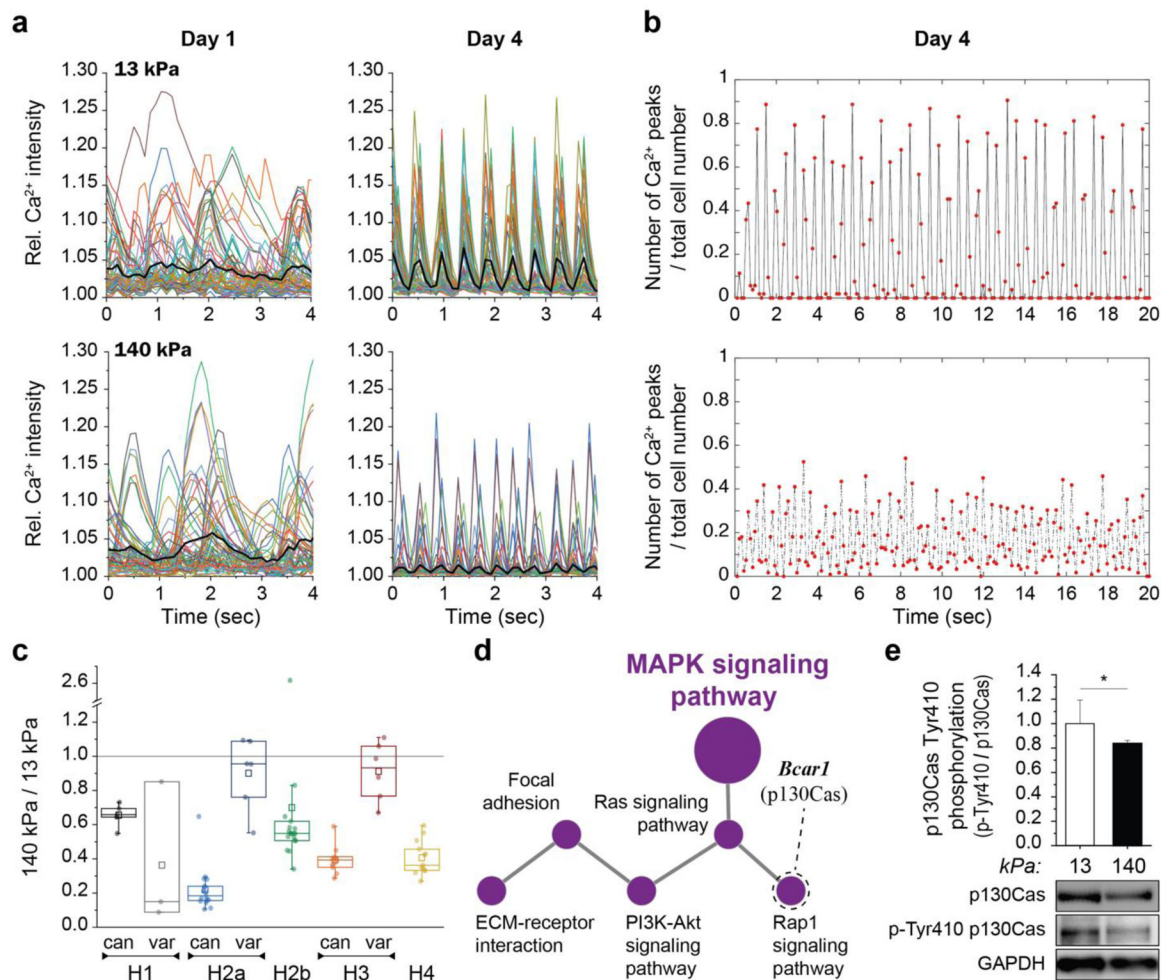 a
Day 1
Day 4
13 kPa
Rel. Ca²⁺ intensity
1.30
1.25
1.20
1.15
1.10
1.05
1.00
0 1 2 3 4
1.30
1.25
1.20
1.15
1.10
1.05
1.00
0 1 2 3 4
140 kPa
Rel. Ca²⁺ intensity
1.30
1.25
1.20
1.15
1.10
1.05
1.00
0 1 2 3 4
Time (sec)
1.30
1.25
1.20
1.15
1.10
1.05
1.00
0 1 2 3 4
Time (sec)
b
Day 4
Number of Ca²⁺ peaks
/ total cell number
1
0.8
0.6
0.4
0.2
0
0 2 4 6 8 10 12 14 16 18 20
Number of Ca²⁺ peaks
/ total cell number
1
0.8
0.6
0.4
0.2
0
0 2 4 6 8 10 12 14 16 18 20
Time (sec)
c
140 kPa / 13 kPa
2.6
1.2
1.0
0.8
0.6
0.4
0.2
0.0
can var can var can var
H1 H2a H2b H3 H4
d
MAPK signaling
pathway
Focal
adhesion
Ras signaling
pathway
Bcar1
(p130Cas)
ECM-receptor
interaction
PI3K-Akt
signaling
pathway
Rap1
signaling
pathway
e
p130Cas Tyr410
phosphorylation
(p-Tyr410 / p130Cas)
1.4
1.2
1.0
0.8
0.6
0.4
0.2
0.0
*
kPa: 13 140
p130Cas
p-Tyr410 p130Cas
GAPDH